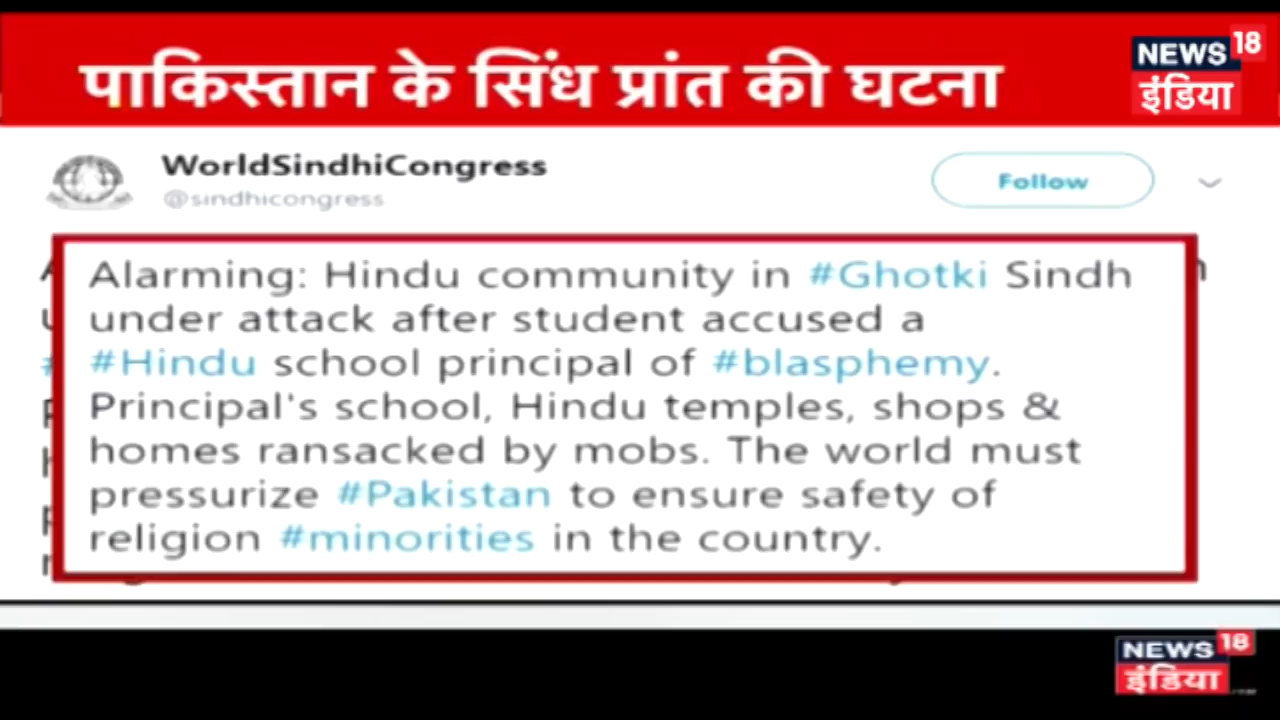 पाकिस्तान के सिंध प्रांत की घटना
NEWS 18
इंडिया
WorldSindhiCongress
@sindhicongress
Follow
Alarming: Hindu community in #Ghotki Sindh
under attack after student accused a
#Hindu school principal of #blasphemy.
Principal's school, Hindu temples, shops &
homes ransacked by mobs. The world must
pressurize #Pakistan to ensure safety of
religion #minorities in the country.
NEWS 18
इंडिया